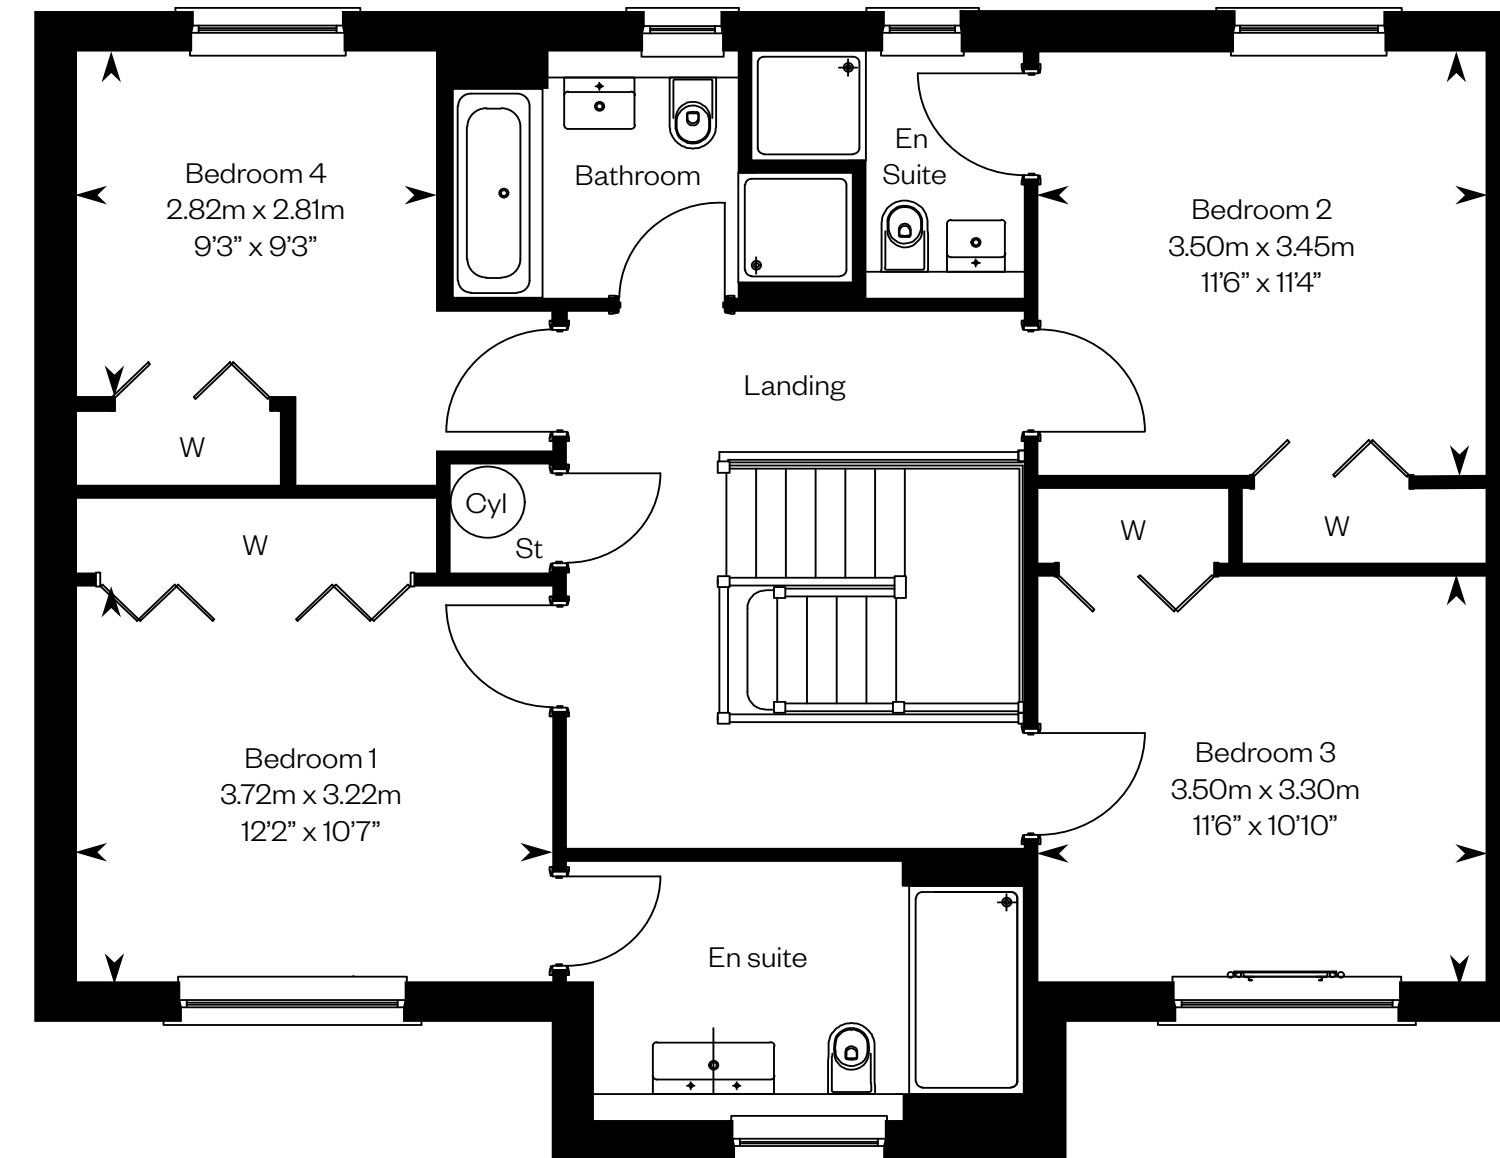 Bedroom 4
2.82m x 2.81m
9’3” x 9’3”
Bathroom
En
Suite
Bedroom 2
3.50m x 3.45m
11’6” x 11’4”
Landing
W
Cyl
St
W
W
W
Bedroom 1
3.72m x 3.22m
12’2” x 10’7”
Bedroom 3
3.50m x 3.30m
11’6” x 10’10”
En suite